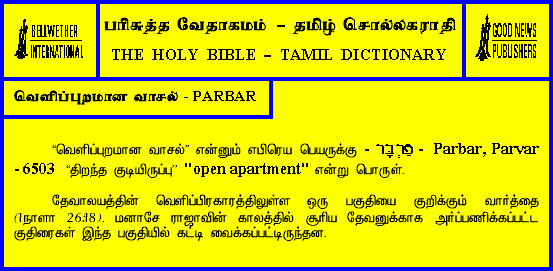 BELLWETHER
INTERNATIONAL
பரிசுத்த வேதாகமம் – தமிழ் சொல்லகராதி
THE HOLY BIBLE – TAMIL DICTIONARY
GOOD NEWS
PUBLISHERS
வெளிப்புறமான வாசல் - PARBAR
“வெளிப்புறமான வாசல்” என்னும் எபிரெய பெயருக்கு - פַּרְבָּר - Parbar, Parvar
- 6503 “திறந்த குடியிருப்பு” "open apartment" என்று பொருள்.
தேவாலயத்தின் வெளிப்பிரகாரத்திலுள்ள ஒரு பகுதியை குறிக்கும் வார்த்தை
(1நாளா 26:18). மனாசே ராஜாவின் காலத்தில் சூரிய தேவனுக்காக அர்ப்பணிக்கப்பட்ட
குதிரைகள் இந்த பகுதியில் கட்டி வைக்கப்பட்டிருந்தன.